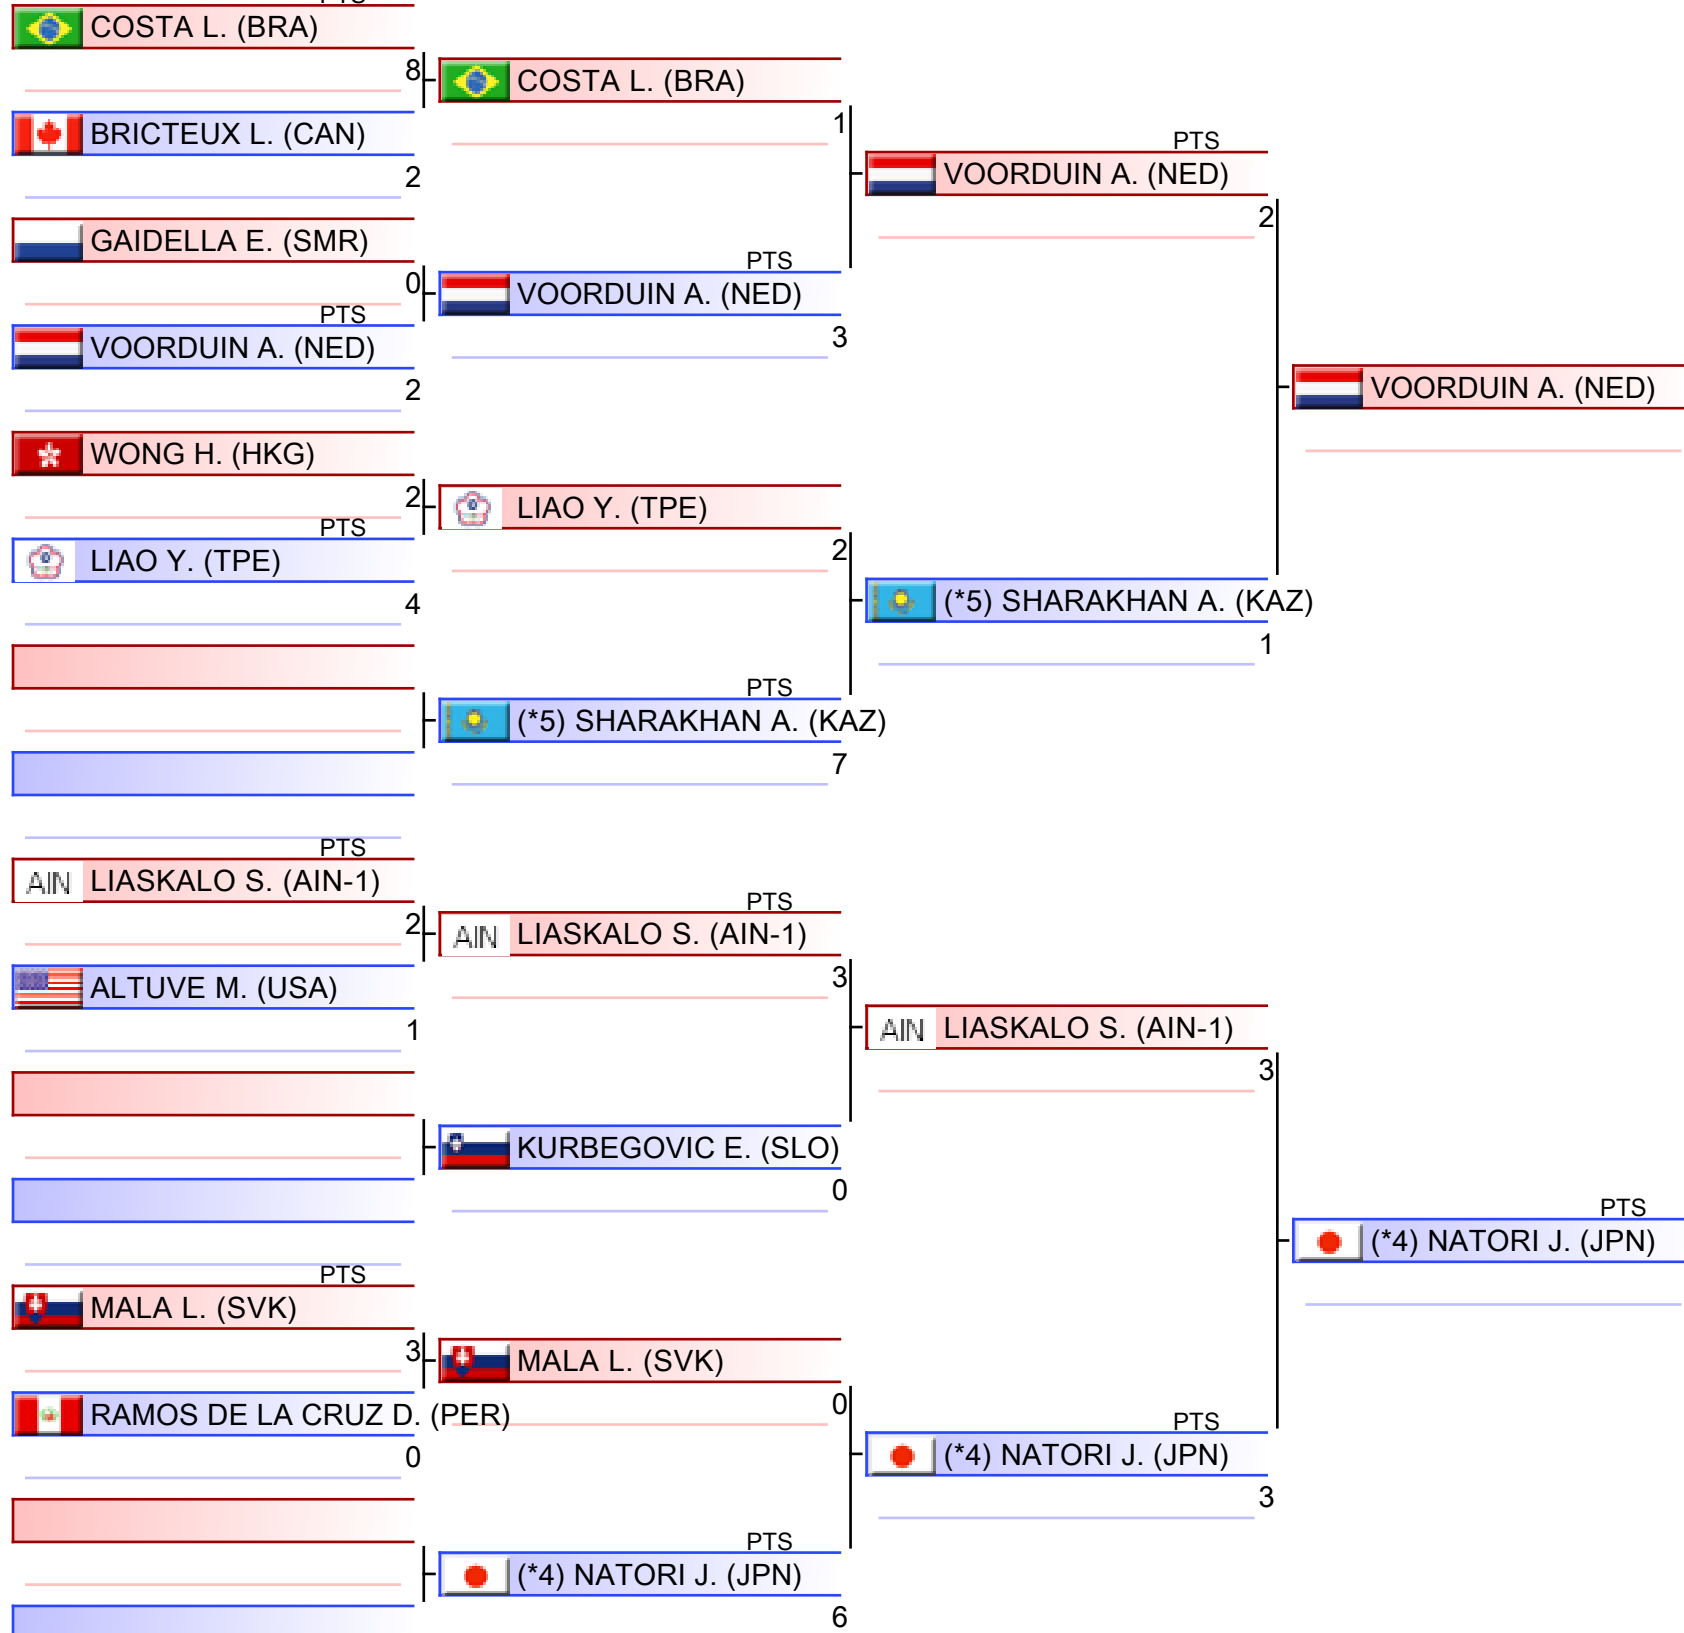 PTS
COSTA L. (BRA)
8
BRICTEUX L. (CAN)
2
GAIDELLA E. (SMR)
0
PTS
VOORDUIN A. (NED)
2
WONG H. (HKG)
2
PTS
LIAO Y. (TPE)
4
PTS
AIN LIASKALO S. (AIN-1)
2
ALTUVE M. (USA)
1
PTS
MALA L. (SVK)
3
RAMOS DE LA CRUZ D. (PER)
0
COSTA L. (BRA)
1
PTS
VOORDUIN A. (NED)
3
LIAO Y. (TPE)
2
PTS
(*5) SHARAKHAN A. (KAZ)
7
PTS
AIN LIASKALO S. (AIN-1)
3
KURBEGOVIC E. (SLO)
0
MALA L. (SVK)
0
PTS
(*4) NATORI J. (JPN)
6
PTS
VOORDUIN A. (NED)
2
(*5) SHARAKHAN A. (KAZ)
1
AIN LIASKALO S. (AIN-1)
3
PTS
(*4) NATORI J. (JPN)
3
VOORDUIN A. (NED)
PTS
(*4) NATORI J. (JPN)